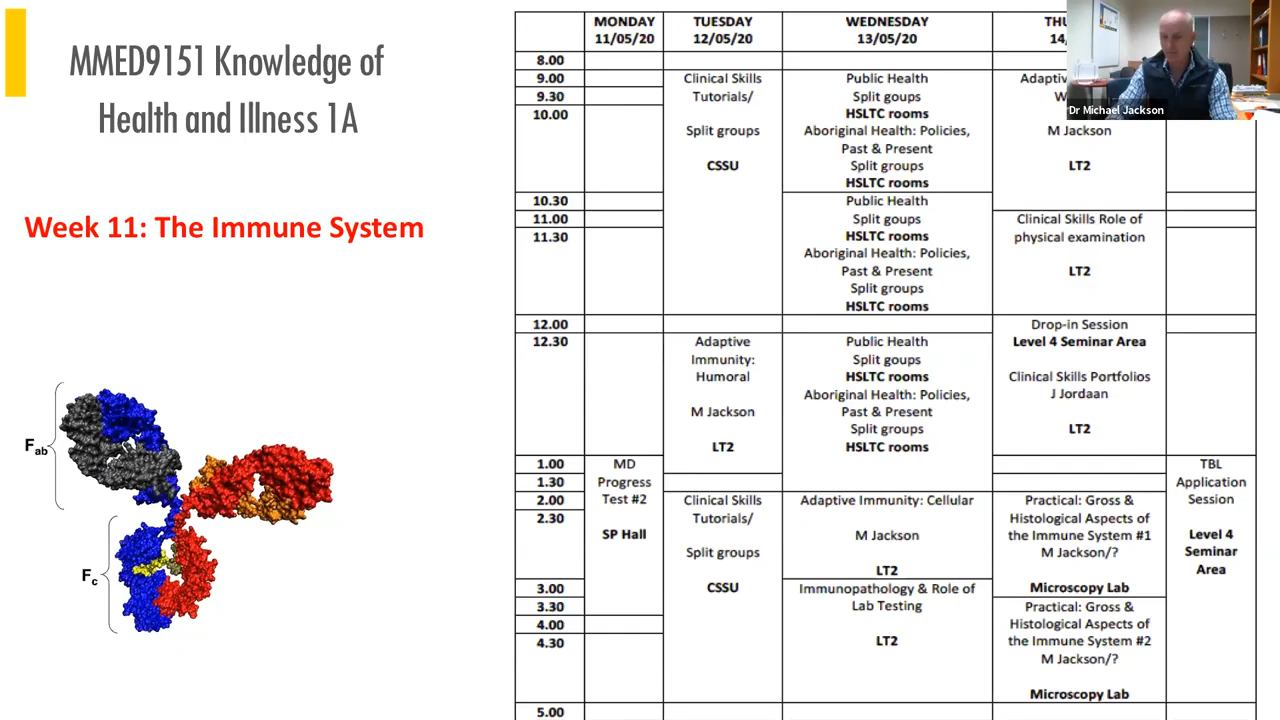 MMED9151 Knowledge of
Health and Illness 1A
Week 11: The Immune System
Fab
Fc
MONDAY
11/05/20
TUESDAY
12/05/20
WEDNESDAY
13/05/20
8.00
9.00
9.30
10.00
10.30
11.00
11.30
12.00
12.30
1.00
1.30
2.00
2.30
3.00
3.30
4.00
4.30
5.00
MD
Progress
Test #2
SP Hall
Clinical Skills
Tutorials/
Split groups
CSSU
Adaptive
Immunity:
Humoral
M Jackson
LT2
Clinical Skills
Tutorials/
Split groups
CSSU
Public Health
Split goups
HSLTC rooms
Aboriginal Health: Policies,
Past & Present
Split groups
HSLTC rooms
Public Health
Split goups
HSLTC rooms
Aboriginal Health: Policies,
Past & Present
Split groups
HSLTC rooms
Public Health
Split goups
HSLTC rooms
Aboriginal Health: Policies,
Past & Present
Split groups
HSLTC rooms
Adaptive Immunity: Cellular
M Jackson
LT2
Immunopathology & Role of
Lab Testing
LT2
Dr Michael Jackson
M Jackson
LT2
Clinical Skills Role of
physical examination
LT2
Drop-in Session
Level 4 Seminar Area
Clinical Skills Portfolios
J Jordaan
LT2
Practical: Gross &
Histological Aspects of
the Immune System #1
M Jackson/?
Microscopy Lab
Practical: Gross &
Histological Aspects of
the Immune System #2
M Jackson/?
Microscopy Lab
TBL
Application
Session
Level 4
Seminar
Area